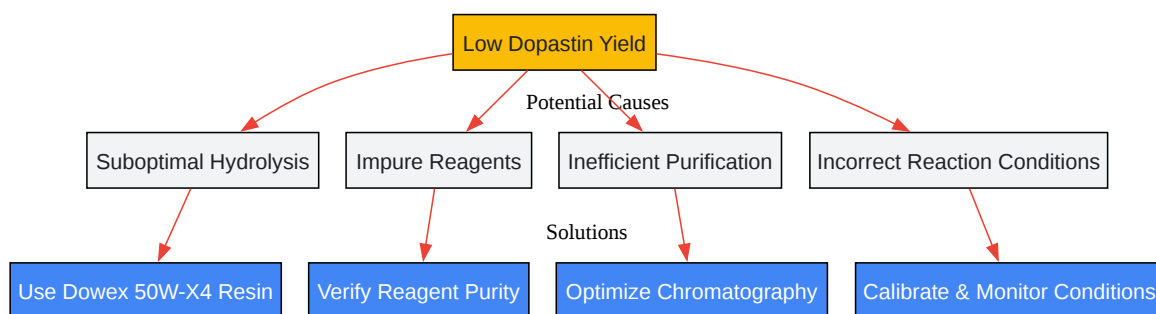 Low Dopastin Yield
Potential Causes
Suboptimal Hydrolysis
Impure Reagents
Inefficient Purification
Incorrect Reaction Conditions
Solutions
Use Dowex 50W-X4 Resin
Verify Reagent Purity
Optimize Chromatography
Calibrate & Monitor Conditions